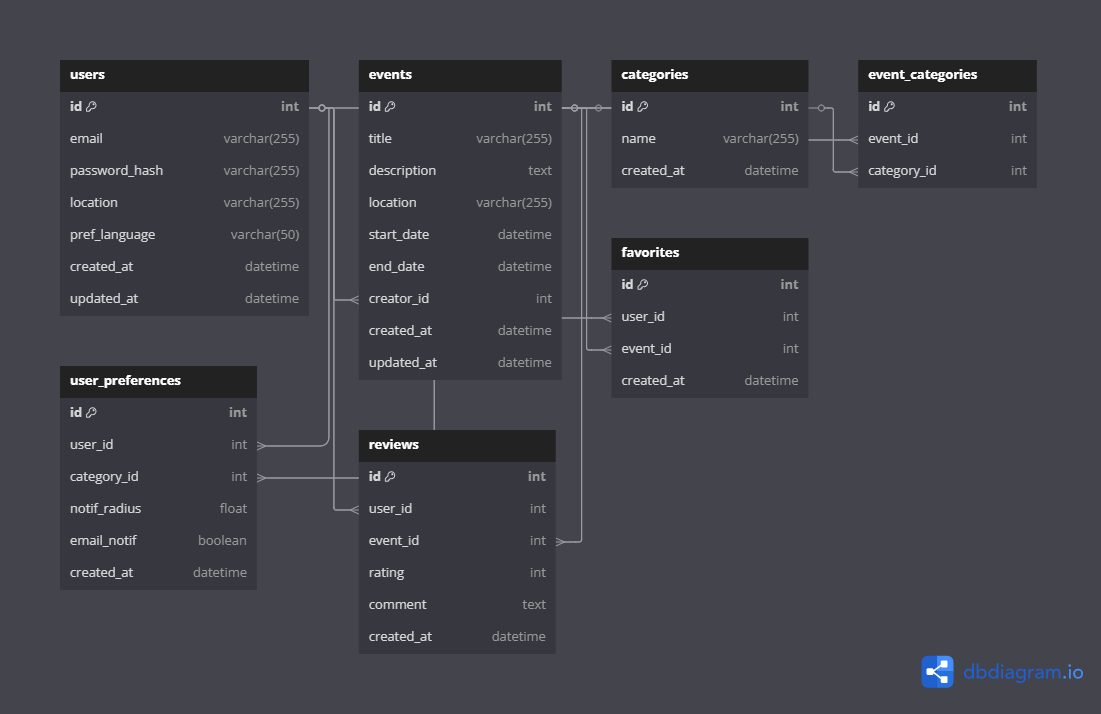 users
id int
email varchar(255)
password_hash varchar(255)
location varchar(255)
pref_language varchar(50)
created_at datetime
updated_at datetime
events
id int
title varchar(255)
description text
location varchar(255)
start_date datetime
end_date datetime
creator_id int
created_at datetime
updated_at datetime
categories
id int
name varchar(255)
created_at datetime
event_categories
id int
event_id int
category_id int
favorites
id int
user_id int
event_id int
created_at datetime
user_preferences
id int
user_id int
category_id int
notif_radius float
email_notif boolean
created_at datetime
reviews
id int
user_id int
event_id int
rating int
comment text
created_at datetime
dbdiagram.io